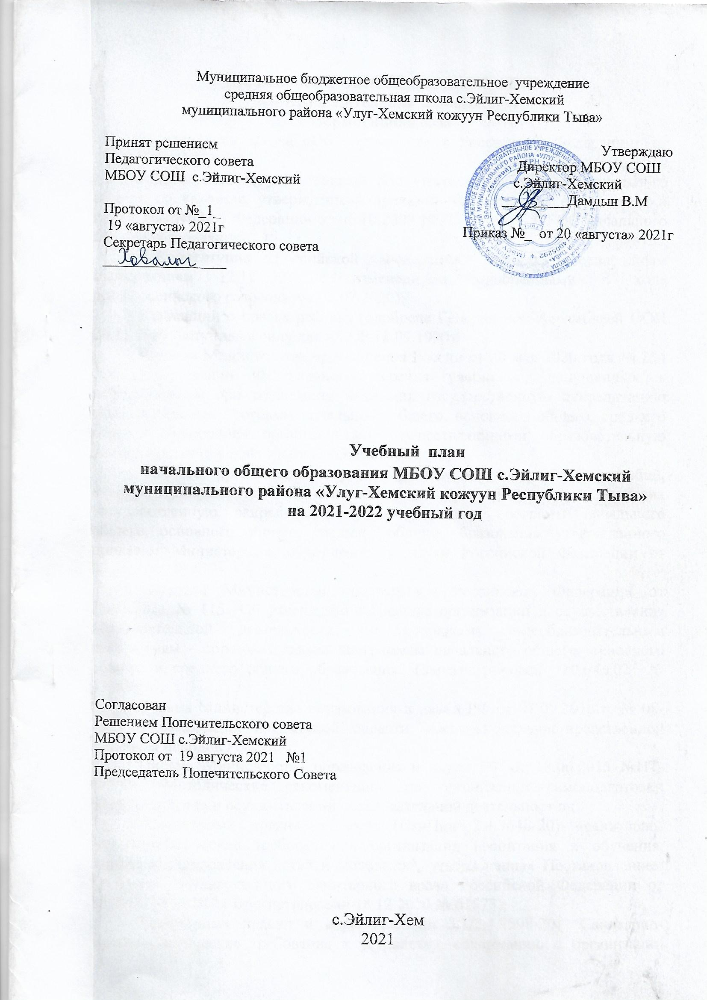 Муниципальное бюджетное общеобразовательное учреждение
средняя общеобразовательная школа с.Эйлиг-Хемский
муниципального района «Улуг-Хемский кожуун Республики Тыва»
Принят решением
Педагогического совета
МБОУ СОШ с.Эйлиг-Хемский
Протокол от №_1_
19 «августа» 2021г
Секретарь Педагогического совета
Ховалыг
Утверждаю
Директор МБОУ СОШ
с.Эйлиг-Хемский
Дамдын В.М
Приказ №_ от 20 «августа» 2021г
Учебный план
начального общего образования МБОУ СОШ с.Эйлиг-Хемский
муниципального района «Улуг-Хемский кожуун Республики Тыва»
на 2021-2022 учебный год
Согласован
Решением Попечительского совета
МБОУ СОШ с.Эйлиг-Хемский
Протокол от 19 августа 2021 №1
Председатель Попечительского Совета
с.Эйлиг-Хем
2021